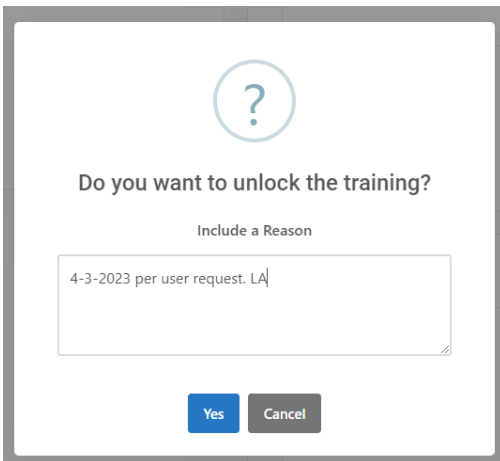 ?
Do you want to unlock the training?
Include a Reason
4-3-2023 per user request. LA
Yes
Cancel